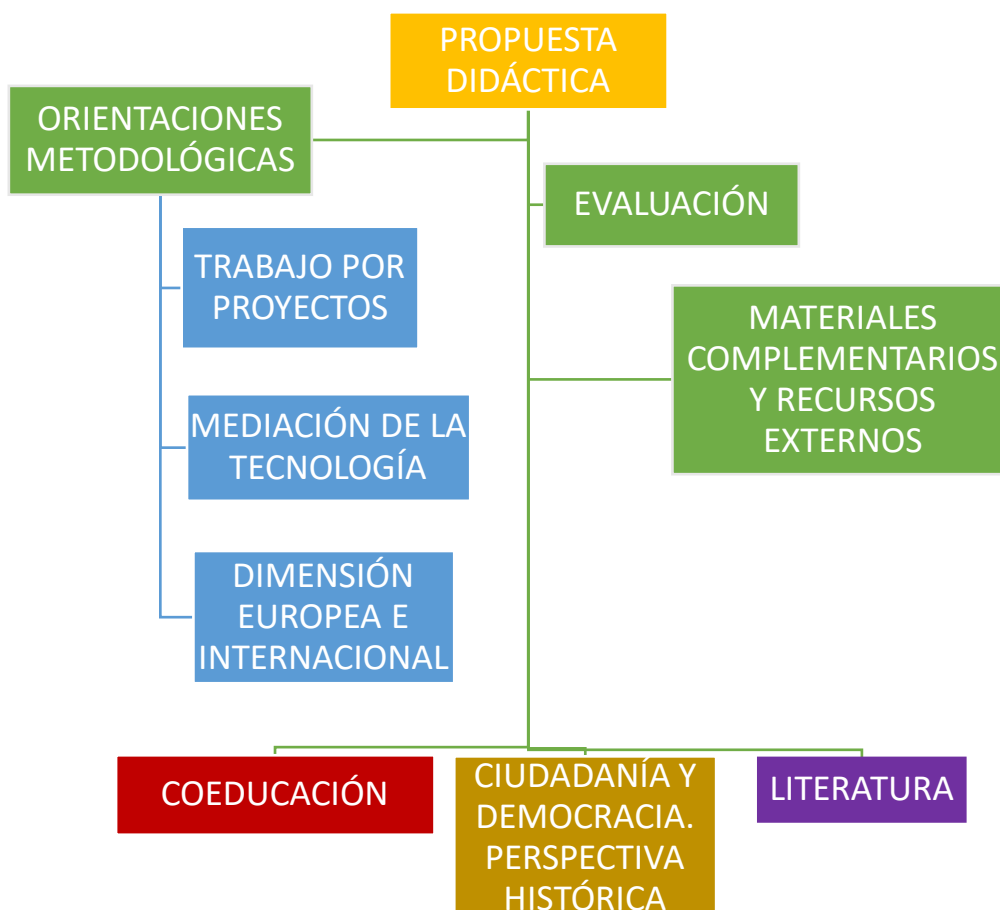 PROPUESTA
DIDÁCTICA
ORIENTACIONES
METODOLÓGICAS
EVALUACIÓN
TRABAJO POR
PROYECTOS
MATERIALES
COMPLEMENTARIOS
Y RECURSOS
EXTERNOS
MEDIACIÓN DE LA
TECNOLOGÍA
DIMENSIÓN
EUROPEA E
INTERNACIONAL
COEDUCACIÓN
CIUDADANÍA Y
DEMOCRACIA.
PERSPECTIVA
HISTÓRICA
LITERATURA